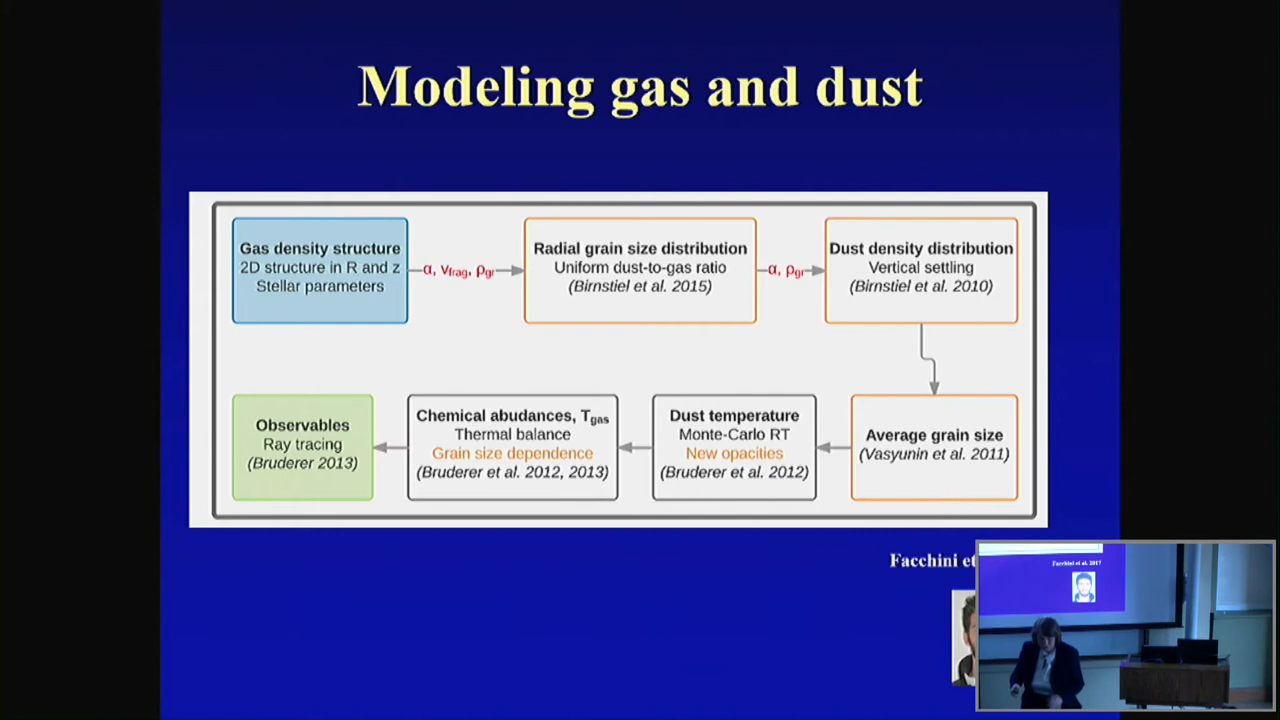 Modeling gas and dust
Gas density structure
2D structure in R and z
Stellar parameters
α, vfrag, ρgr
Radial grain size distribution
Uniform dust-to-gas ratio
(Birnstiel et al. 2015)
α, ρgr
Dust density distribution
Vertical settling
(Birnstiel et al. 2010)
Observables
Ray tracing
(Bruderer 2013)
Chemical abudances, Tgas
Thermal balance
Grain size dependence
(Bruderer et al. 2012, 2013)
Dust temperature
Monte-Carlo RT
New opacities
(Bruderer et al. 2012)
Average grain size
(Vasyunin et al. 2011)
Facchini et
Facchini et al. 2017